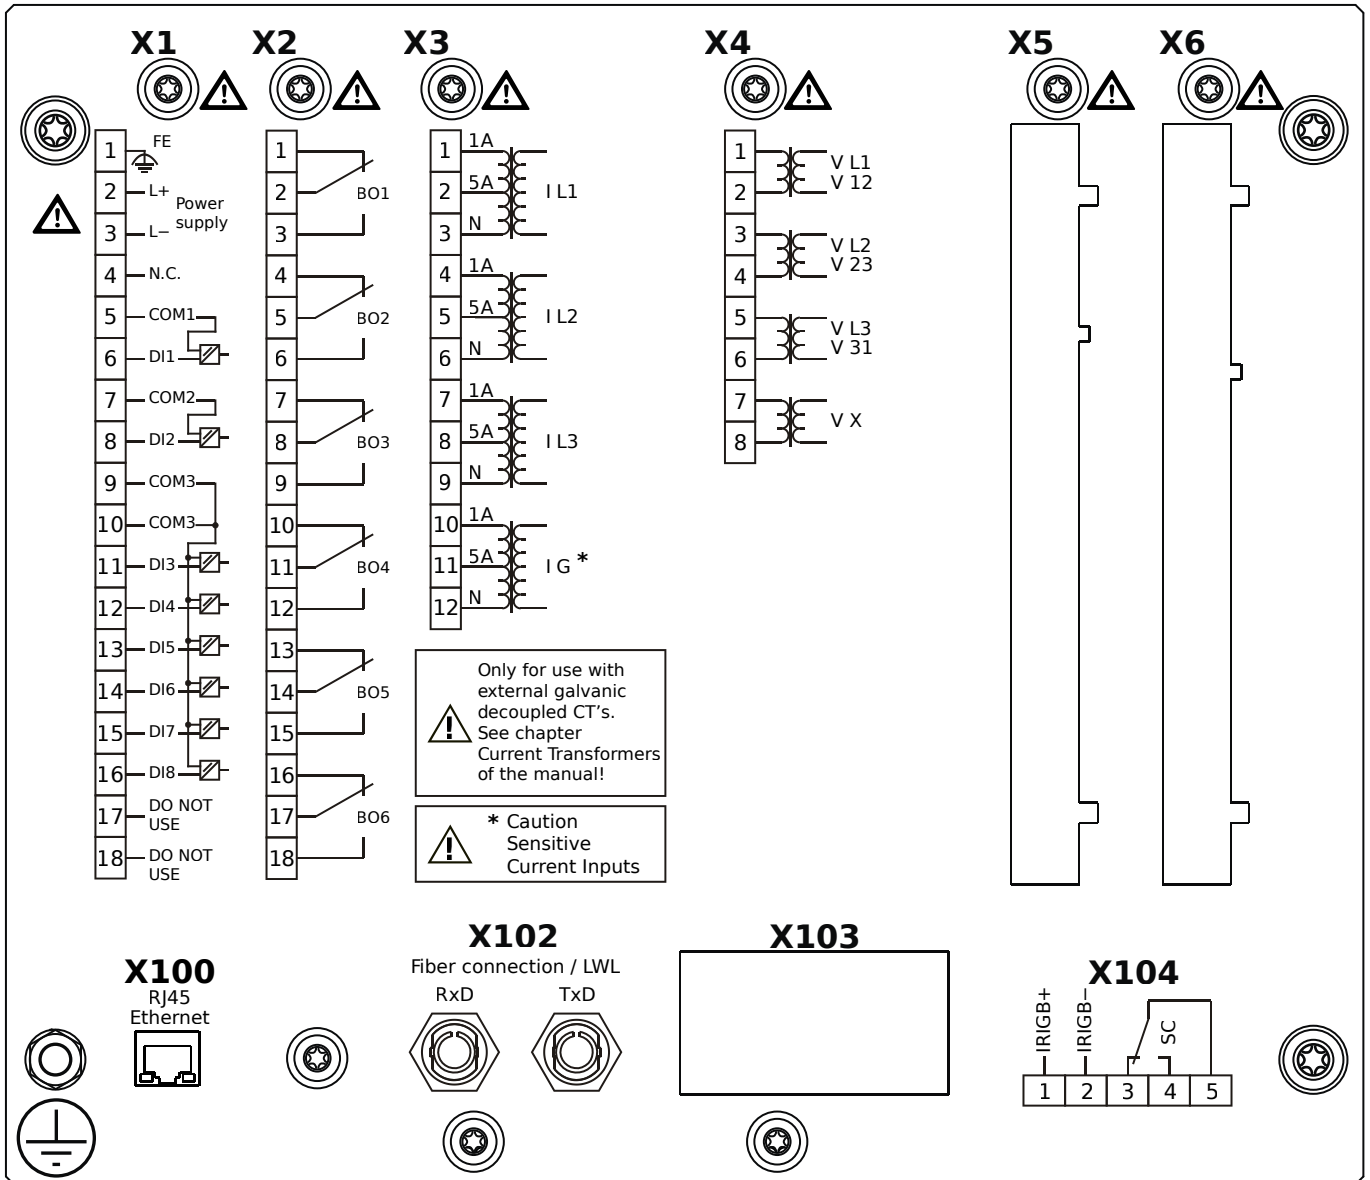 X1
X2
X3
X4
X5
X6
1 FE
2 L+
Power
supply
3 L−
4 N.C.
5 COM1
6 DI1
7 COM2
8 DI2
9 COM3
10 COM3
11 DI3
12 DI4
13 DI5
14 DI6
15 DI7
16 DI8
17 DO NOT
USE
18 DO NOT
USE
1
2 BO1
3
4
5 BO2
6
7
8 BO3
9
10
11 BO4
12
13
14 BO5
15
16
17 BO6
18
1 1A
2 5A I L1
3 N
4 1A
5 5A I L2
6 N
7 1A
8 5A I L3
9 N
10 1A
11 5A I G *
12 N
Only for use with
external galvanic
decoupled CT's.
See chapter
Current Transformers
of the manual!
* Caution
Sensitive
Current Inputs
1 V L1
2 V 12
3 V L2
4 V 23
5 V L3
6 V 31
7 V X
8
X100
RJ45
Ethernet
X102
Fiber connection / LWL
RxD
TxD
X103
X104
IRIGB+
IRIGB−
SC
1 2 3 4 5